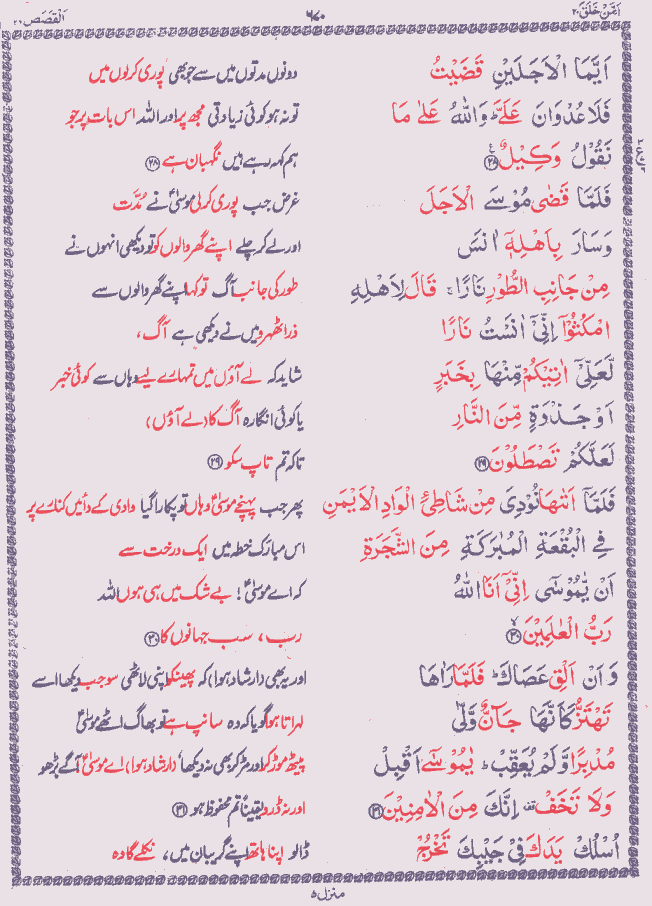 اَمَّنْ خَلَقَ ۲۰ ۶۷۰ اَلْقَصَص ۲۸
اَيَّمَا الْاَجَلَيْنِ قَضَيْتُ دونوں مدتوں میں سے جو بھی پوری کرلوں میں
فَلَا عُدْوَانَ عَلَيَّ ؕ وَاللّٰهُ عَلٰى مَا تو نہ ہو کوئی زیادتی مجھ پر اور اللہ اس بات پر جو
نَقُوْلُ وَكِيْلٌ ۝۲۸ ہم کہہ رہے ہیں نگہبان ہے ۝۲۸
فَلَمَّا قَضٰى مُوْسَى الْاَجَلَ غرض جب پوری کرلی موسیٰؑ نے مُدَّت
وَسَارَ بِاَهْلِهٖۤ اٰنَسَ اور لے کر چلے اپنے گھر والوں کو تو دیکھی انہوں نے
مِنْ جَانِبِ الطُّوْرِ نَارًا ۚ قَالَ لِاَهْلِهِ طور کی جانب آگ تو کہا اپنے گھر والوں سے
امْكُثُوْۤا اِنِّيْۤ اٰنَسْتُ نَارًا ذرا ٹھہرو میں نے دیکھی ہے آگ،
لَّعَلِّيْۤ اٰتِيْكُمْ مِّنْهَا بِخَبَرٍ شاید کہ لے آؤں میں تمہارے لیے وہاں سے کوئی خبر
اَوْ جَذْوَةٍ مِّنَ النَّارِ یا کوئی انگارہ آگ کا (لے آؤں)
لَعَلَّكُمْ تَصْطَلُوْنَ ۝۲۹ تاکہ تم تاپ سکو ۝۲۹
فَلَمَّاۤ اَتٰىهَا نُوْدِيَ مِنْ شَاطِئِ الْوَادِ الْاَيْمَنِ پھر جب پہنچے موسیٰؑ وہاں تو پکارا گیا وادی کے دائیں کنارے پر
فِي الْبُقْعَةِ الْمُبٰرَكَةِ مِنَ الشَّجَرَةِ اس مبارک خطہ میں ایک درخت سے
اَنْ يّٰمُوْسٰۤى اِنِّيْۤ اَنَا اللّٰهُ کہ اے موسیٰؑ! بے شک میں ہی ہوں اللہ
رَبُّ الْعٰلَمِيْنَ ۝۳۰ رب، سب جہانوں کا ۝۳۰
وَ اَنْ اَلْقِ عَصَاكَ ؕ فَلَمَّا رَاٰهَا اور یہ بھی (ارشاد ہوا) کہ پھینکو اپنی لاٹھی سو جب دیکھا اسے
تَهْتَزُّ كَاَنَّهَا جَآنٌّ وَّلّٰى لہراتا ہوا گویا کہ وہ سانپ ہے تو بھاگ اٹھے موسیٰؑ
مُدْبِرًا وَّلَمْ يُعَقِّبْ ؕ يٰمُوْسٰۤى اَقْبِلْ پیٹھ موڑ کر اور مڑ کر بھی نہ دیکھا (ارشاد ہوا) اے موسیٰؑ آگے بڑھو
وَلَا تَخَفْ ۫ اِنَّكَ مِنَ الْاٰمِنِيْنَ ۝۳۱ اور نہ ڈرو یقیناً تم محفوظ ہو ۝۳۱
اُسْلُكْ يَدَكَ فِيْ جَيْبِكَ تَخْرُجْ ڈالو اپنا ہاتھ اپنے گریبان میں، نکلے گا وہ
منزل ۵